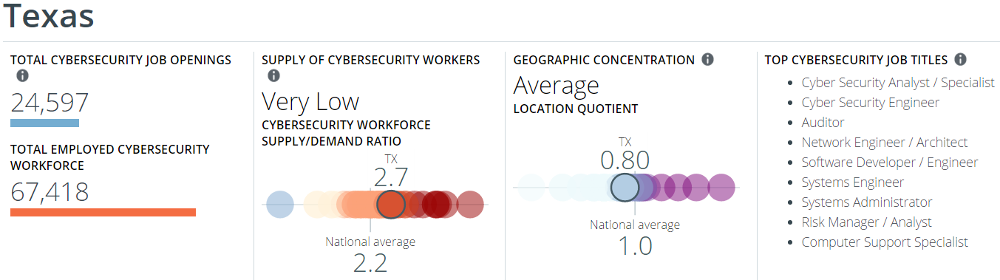 Texas
TOTAL CYBERSECURITY JOB OPENINGS
24,597
TOTAL EMPLOYED CYBERSECURITY
WORKFORCE
67,418
SUPPLY OF CYBERSECURITY WORKERS
Very Low
CYBERSECURITY WORKFORCE
SUPPLY/DEMAND RATIO
TX
2.7
National average
2.2
GEOGRAPHIC CONCENTRATION
Average
LOCATION QUOTIENT
TX
0.80
National average
1.0
TOP CYBERSECURITY JOB TITLES
Cyber Security Analyst / Specialist
Cyber Security Engineer
Auditor
Network Engineer / Architect
Software Developer / Engineer
Systems Engineer
Systems Administrator
Risk Manager / Analyst
Computer Support Specialist